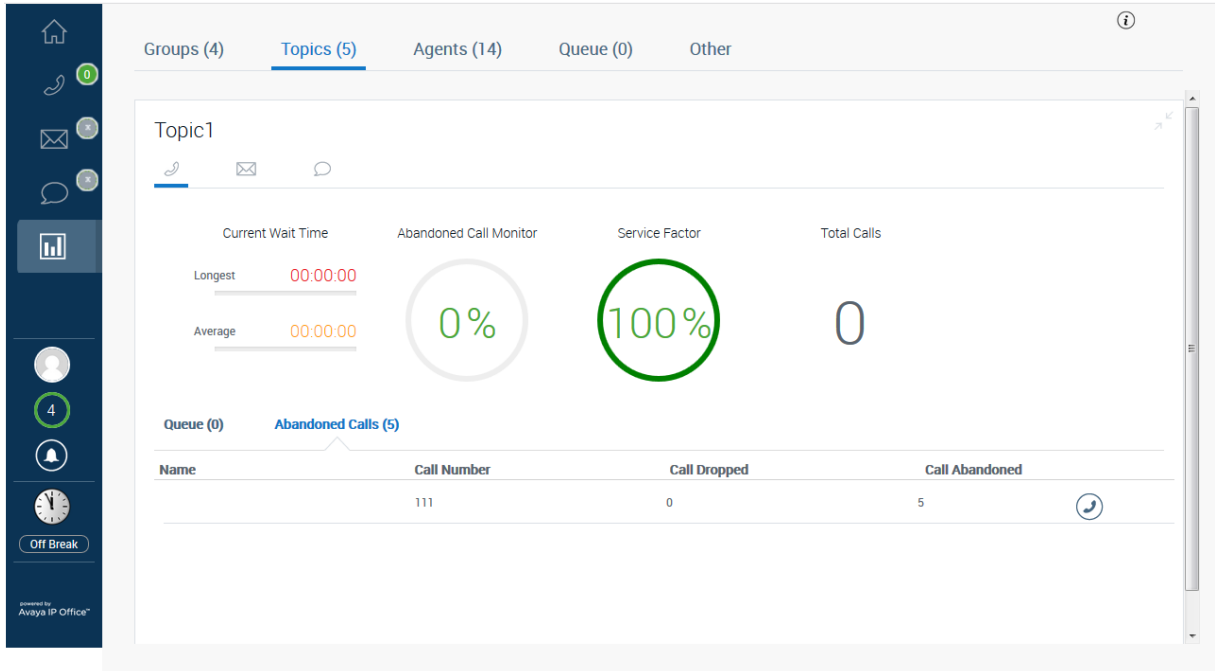 Groups (4) Topics (5) Agents (14) Queue (0) Other
i
0
x
x
Topic1
Current Wait Time Abandoned Call Monitor Service Factor Total Calls
Longest 00:00:00
0% 100% 0
Average 00:00:00
4
Queue (0) Abandoned Calls (5)
Name Call Number Call Dropped Call Abandoned
111 0 5
Off Break
powered by
Avaya IP Office™